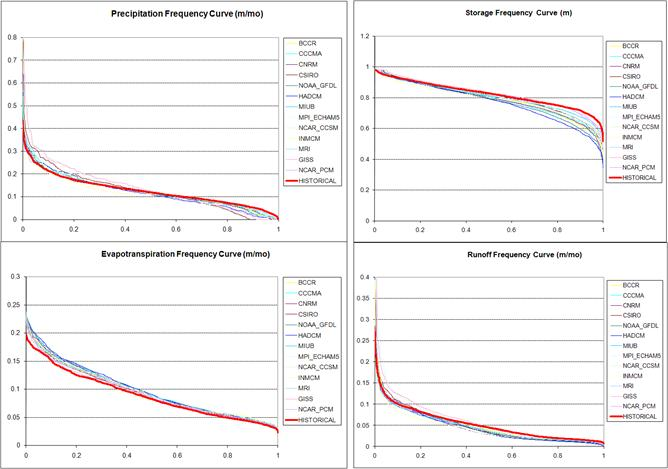 Precipitation Frequency Curve (m/mo)
0.8
0.7
0.6
0.5
0.4
0.3
0.2
0.1
0
0
0.2
0.4
0.6
0.8
1
BCCR
CCCMA
CNRM
CSIRO
NOAA_GFDL
HADCM
MIUB
MPI_ECHAM5
NCAR_CCSM
INMCM
MRI
GISS
NCAR_PCM
HISTORICAL
Storage Frequency Curve (m)
1.2
1
0.8
0.6
0.4
0.2
0
0
0.2
0.4
0.6
0.8
1
BCCR
CCCMA
CNRM
CSIRO
NOAA_GFDL
HADCM
MIUB
MPI_ECHAM5
NCAR_CCSM
INMCM
MRI
GISS
NCAR_PCM
HISTORICAL
Evapotranspiration Frequency Curve (m/mo)
0.3
0.25
0.2
0.15
0.1
0.05
0
0
0.2
0.4
0.6
0.8
1
BCCR
CCCMA
CNRM
CSIRO
NOAA_GFDL
HADCM
MIUB
MPI_ECHAM5
NCAR_CCSM
INMCM
MRI
GISS
NCAR_PCM
HISTORICAL
Runoff Frequency Curve (m/mo)
0.4
0.35
0.3
0.25
0.2
0.15
0.1
0.05
0
0
0.2
0.4
0.6
0.8
1
BCCR
CCCMA
CNRM
CSIRO
NOAA_GFDL
HADCM
MIUB
MPI_ECHAM5
NCAR_CCSM
INMCM
MRI
GISS
NCAR_PCM
HISTORICAL